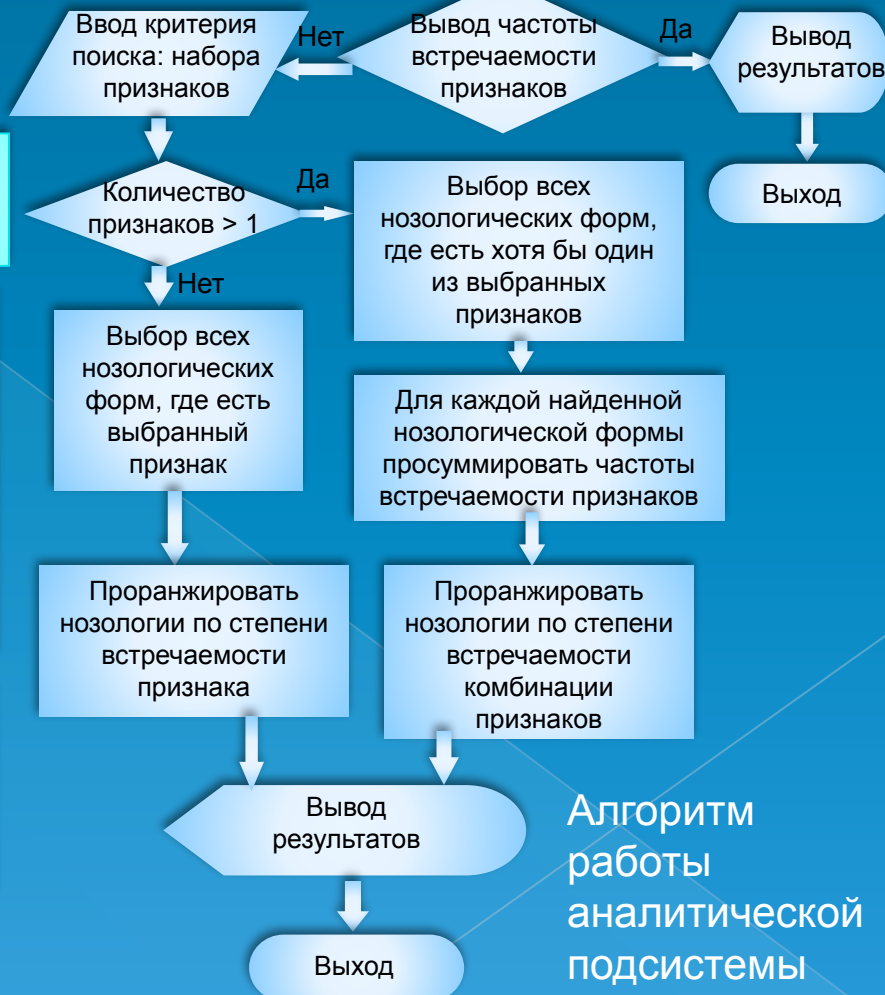 Ввод критерия
поиска: набора
признаков
Нет
Вывод частоты
встречаемости
признаков
Да
Вывод
результатов
Выход
Количество
признаков > 1
Да
Нет
Выбор всех
нозологических форм,
где есть хотя бы один
из выбранных
признаков
Выбор всех
нозологических
форм, где есть
выбранный
признак
Для каждой найденной
нозологической формы
просуммировать частоты
встречаемости признаков
Проранжировать
нозологии по степени
встречаемости
признака
Проранжировать
нозологии по степени
встречаемости
комбинации
признаков
Вывод
результатов
Выход
Алгоритм
работы
аналитической
подсистемы